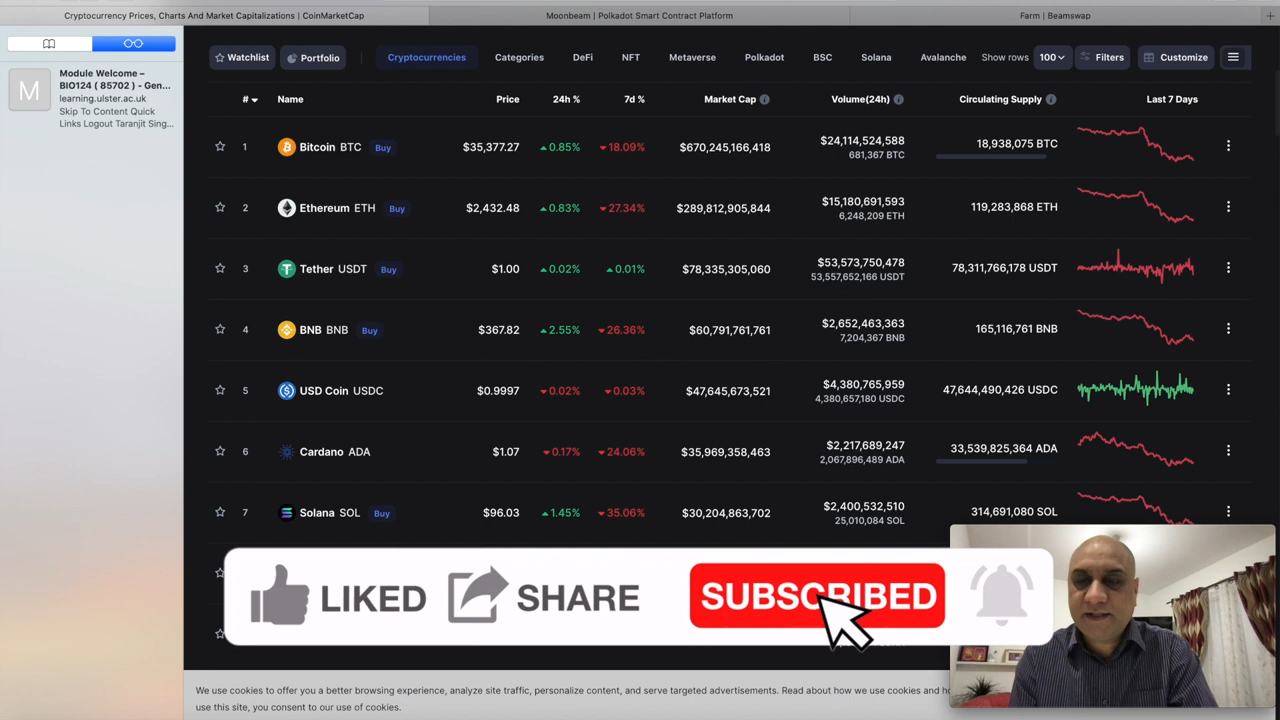 Cryptocurrency Prices, Charts And Market Capitalizations | CoinMarketCap
Moonbeam | Polkadot Smart Contract Platform
Farm | Beamswap
M
Module Welcome –
BIO124 ( 85702 ) - Gen...
learning.ulster.ac.uk
Skip To Content Quick
Links Logout Taranjit Sing...
Watchlist Portfolio Cryptocurrencies Categories DeFi NFT Metaverse Polkadot BSC Solana Avalanche Show rows 100 Filters Customize
# Name Price 24h % 7d % Market Cap Volume(24h) Circulating Supply Last 7 Days
1 Bitcoin BTC Buy $35,377.27 0.85% 18.09% $670,245,166,418 $24,114,524,588 18,938,075 BTC
681,367 BTC
2 Ethereum ETH Buy $2,432.48 0.83% 27.34% $289,812,905,844 $15,180,691,593 119,283,868 ETH
6,248,209 ETH
3 Tether USDT Buy $1.00 0.02% 0.01% $78,335,305,060 $53,573,750,478 78,311,766,178 USDT
53,557,652,166 USDT
4 BNB BNB Buy $367.82 2.55% 26.36% $60,791,761,761 $2,652,463,363 165,116,761 BNB
7,204,367 BNB
5 USD Coin USDC $0.9997 0.02% 0.03% $47,645,673,521 $4,380,765,959 47,644,490,426 USDC
4,380,657,180 USDC
6 Cardano ADA $1.07 0.17% 24.06% $35,969,358,463 $2,217,689,247 33,539,825,364 ADA
2,067,896,489 ADA
7 Solana SOL Buy $96.03 1.45% 35.06% $30,204,863,702 $2,400,532,510 314,691,080 SOL
25,010,084 SOL
LIKED SHARE SUBSCRIBED
We use cookies to offer you a better browsing experience, analyze site traffic, personalize content, and serve targeted advertisements. Read about how we use cookies and
use this site, you consent to our use of cookies.